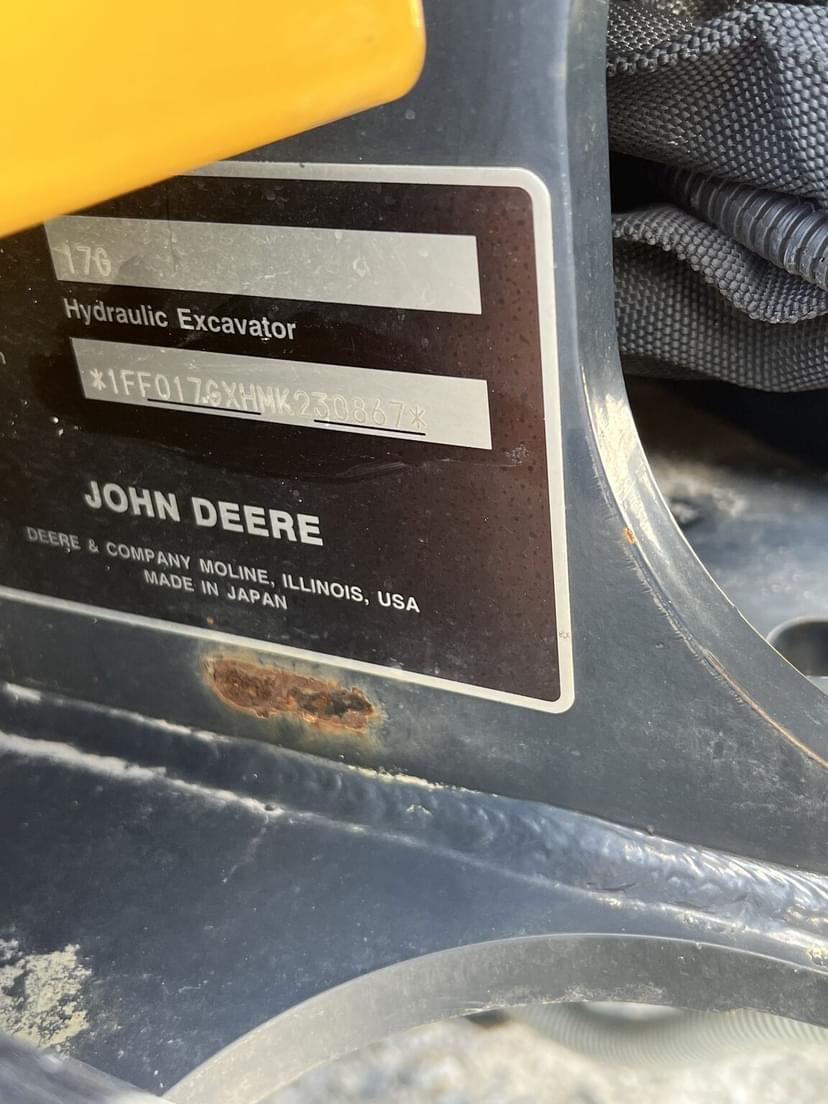 17G
Hydraulic Excavator
*1FF017GXHMK230867*
JOHN DEERE
DEERE & COMPANY MOLINE, ILLINOIS, USA
MADE IN JAPAN